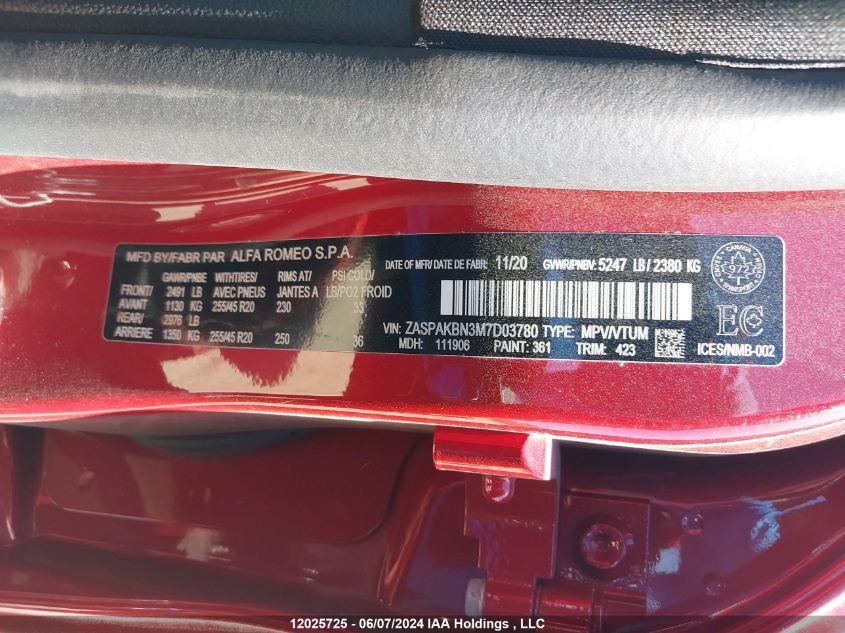 MFD BY/FABR PAR ALFA ROMEO S.P.A.
DATE OF MFR/DATE DE FABR: 11/20 GVWR/PNBV: 5247 LB / 2380 KG
GAWR/PNBE WITH TIRES/ RIMS AT/ PSI COLD/
FRONT/ 2491 LB AVEC PNEUS JANTES A LB/PO2 FROID
AVANT 1130 KG 255/45 R20 230 33
REAR/ 2976 LB
ARRIERE 1350 KG 255/45 R20 250 36
VIN: ZASPAKBN3M7D03780 TYPE: MPV/VTUM
MDH: 111906 PAINT: 361 TRIM: 423
CANADA
972
TRANSPORT
EC
ICES/NMB-002
12025725 - 06/07/2024 IAA Holdings , LLC